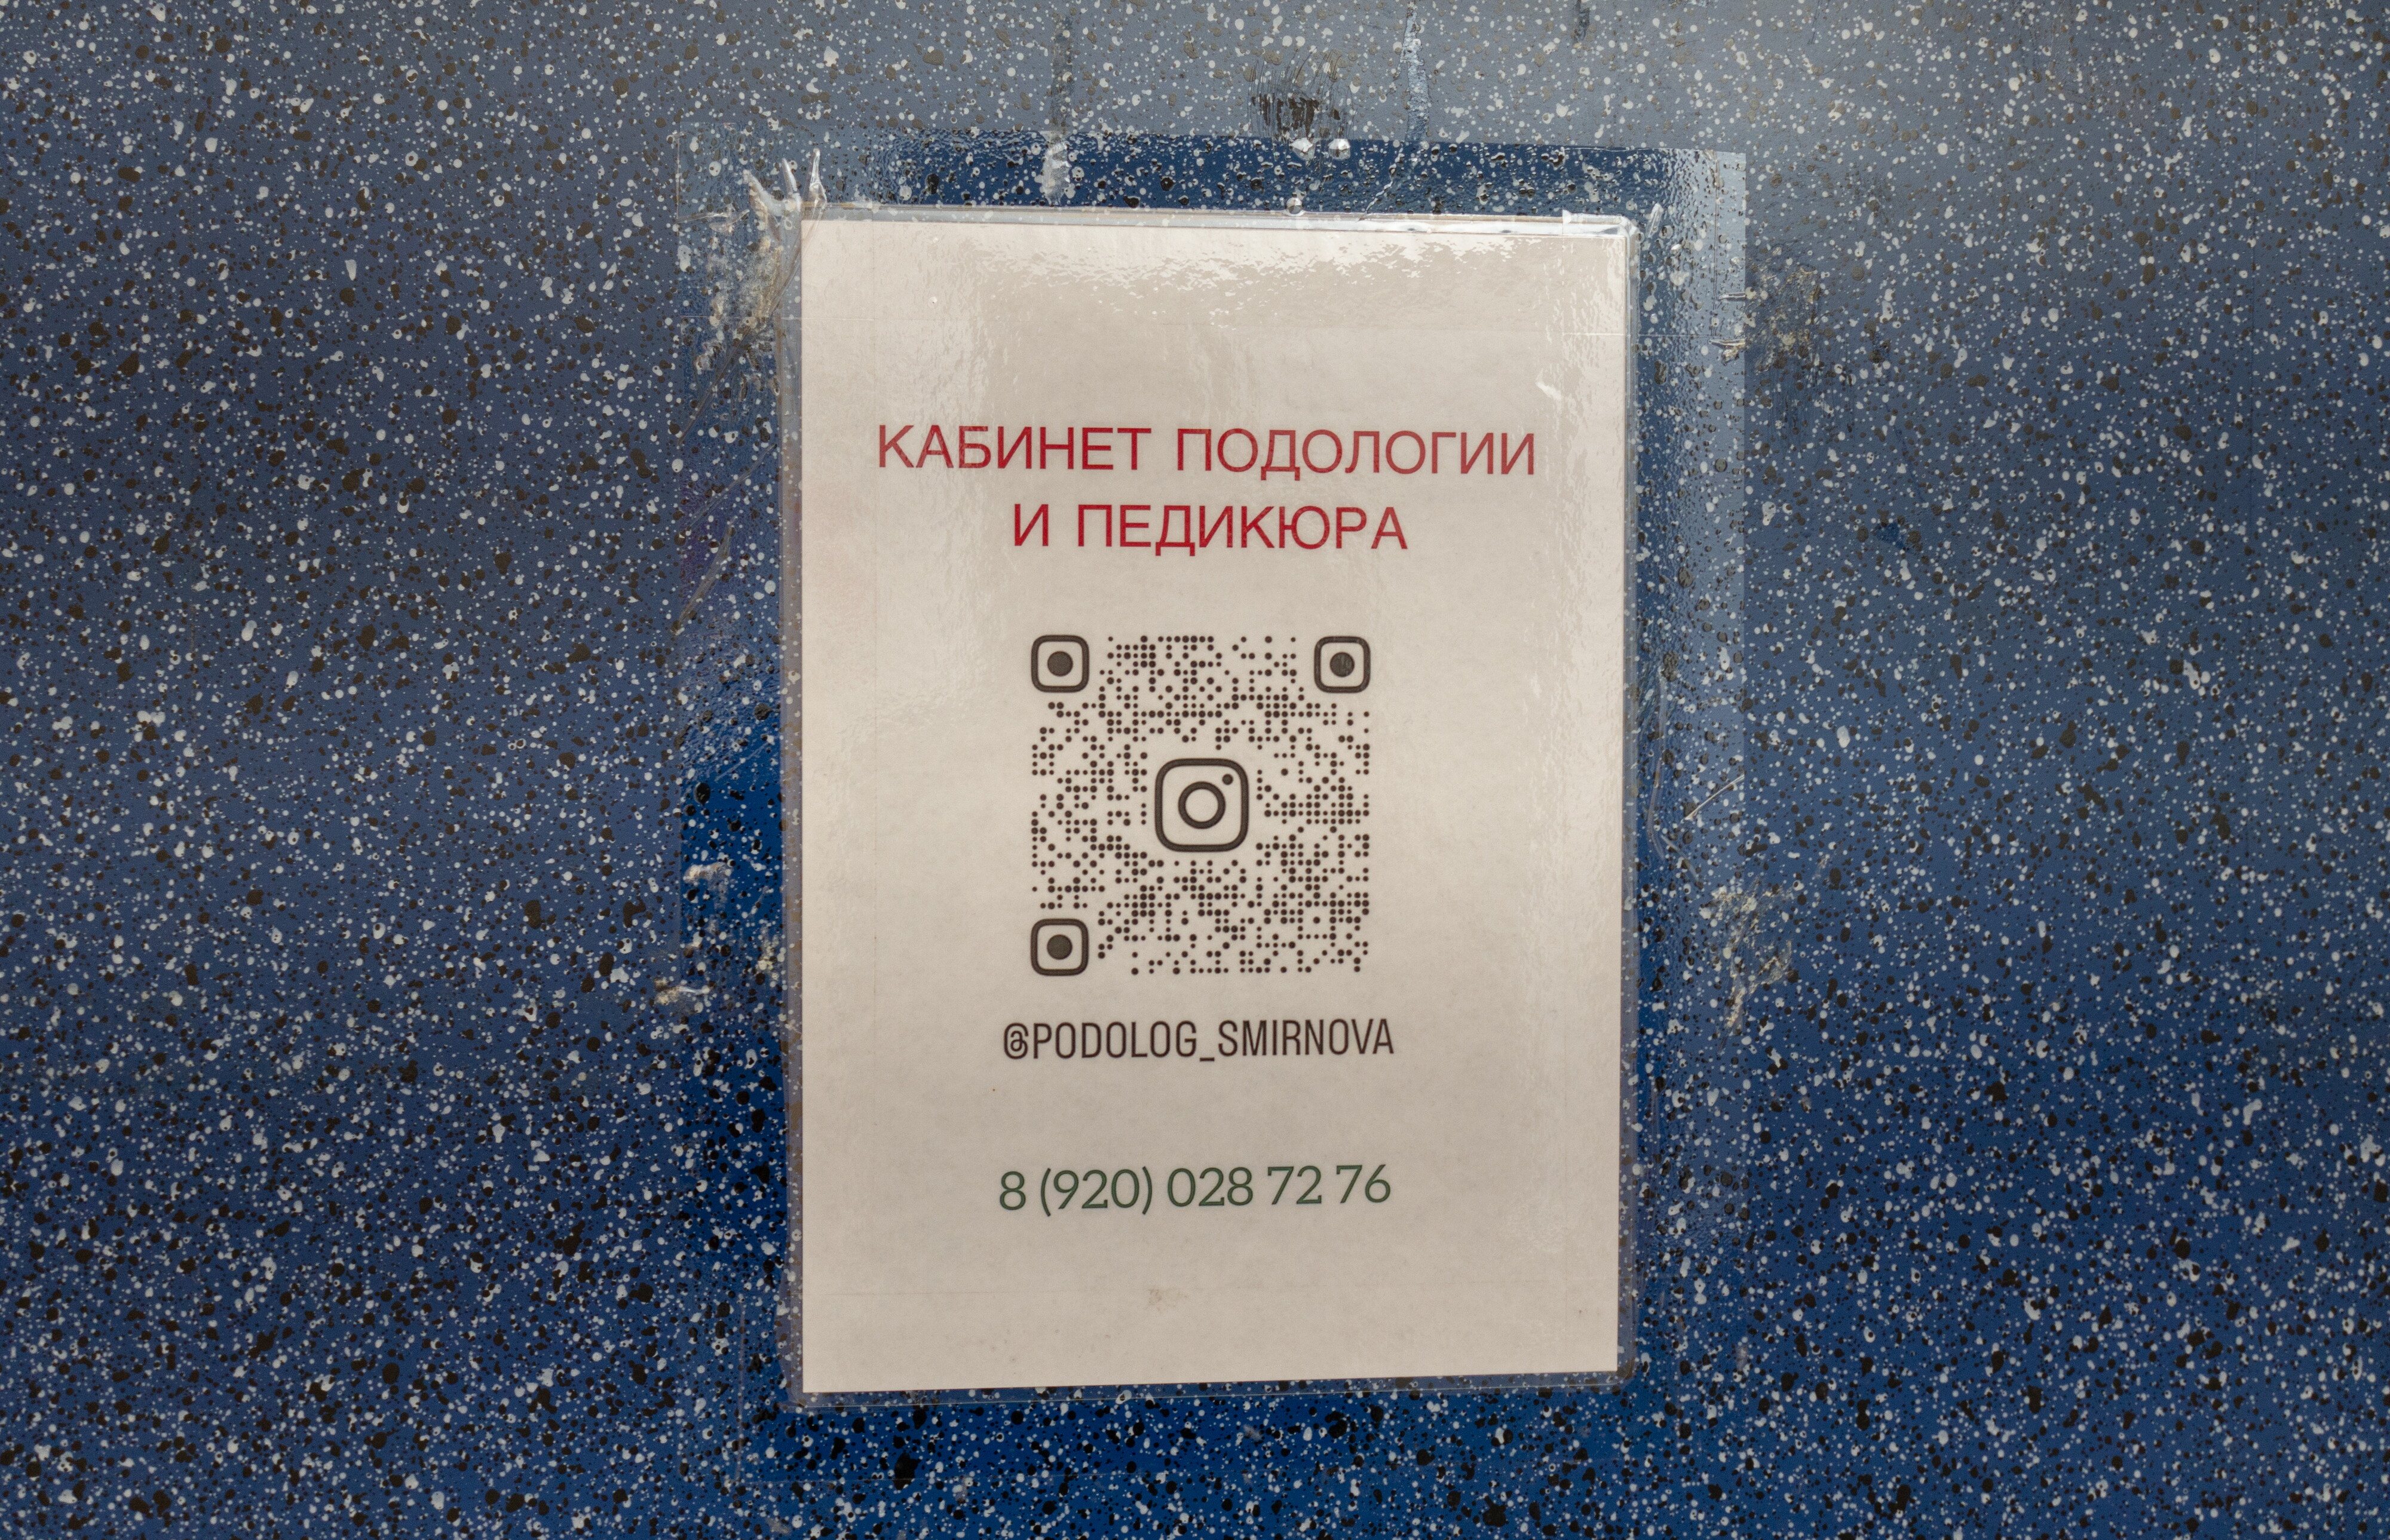 КАБИНЕТ ПОДОЛОГИИ
И ПЕДИКЮРА
@PODOLOG_SMIRNOVA
8 (920) 028 72 76